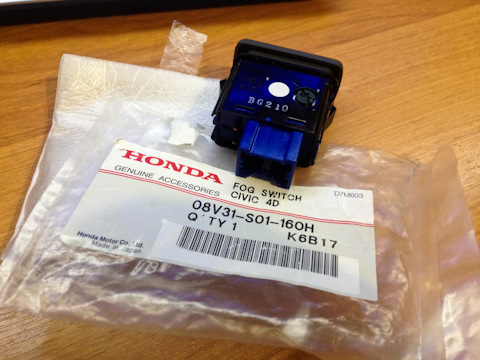 BG210
HONDA
GENUINE ACCESSORIES
FOG SWITCH
CIVIC 4D
D7M603
08V31-S01-160H
Q'TY 1 K6B17
Honda Motor Co., Ltd.
Made in Japan